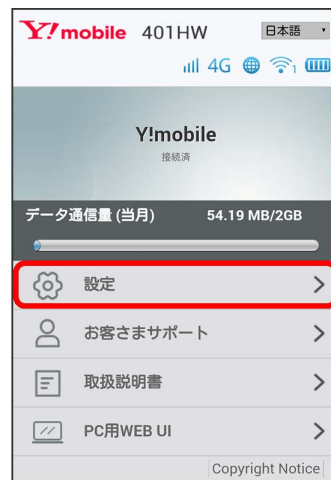 Y!mobile 401HW 日本語
4G 1
Y!mobile
接続済
データ通信量 (当月) 54.19 MB/2GB
設定
お客さまサポート
取扱説明書
PC用WEB UI
Copyright Notice